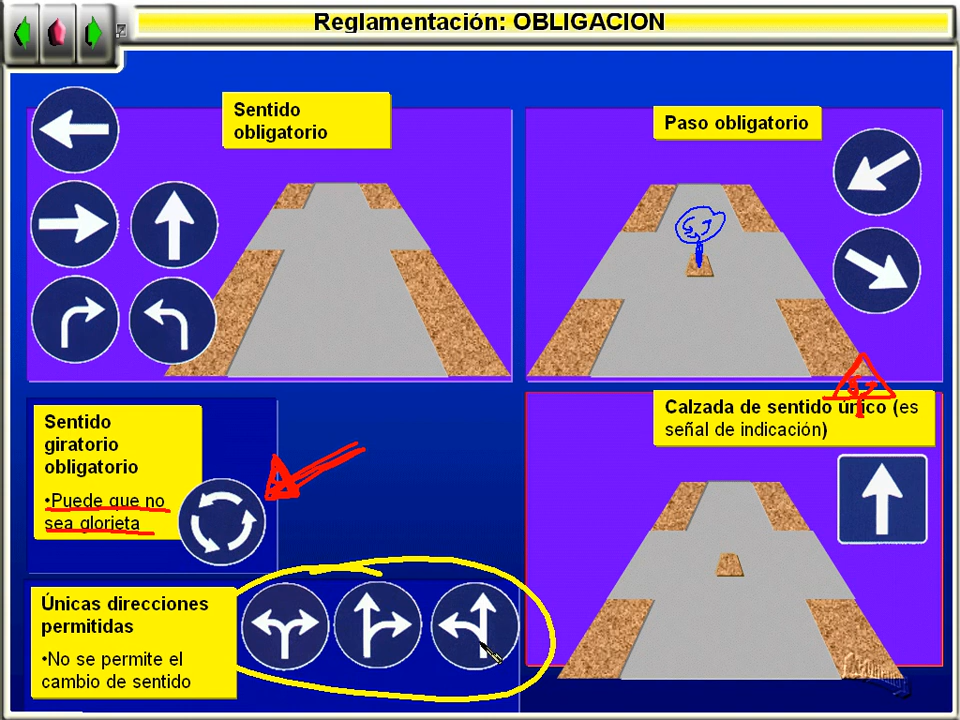 Reglamentación: OBLIGACION
Sentido
obligatorio
Paso obligatorio
Sentido
giratorio
obligatorio
•Puede que no
sea glorieta
Calzada de sentido único (es
señal de indicación)
Únicas direcciones
permitidas
•No se permite el
cambio de sentido